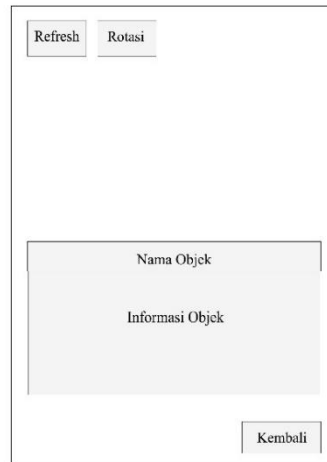 Refresh Rotasi
Nama Objek
Informasi Objek
Kembali